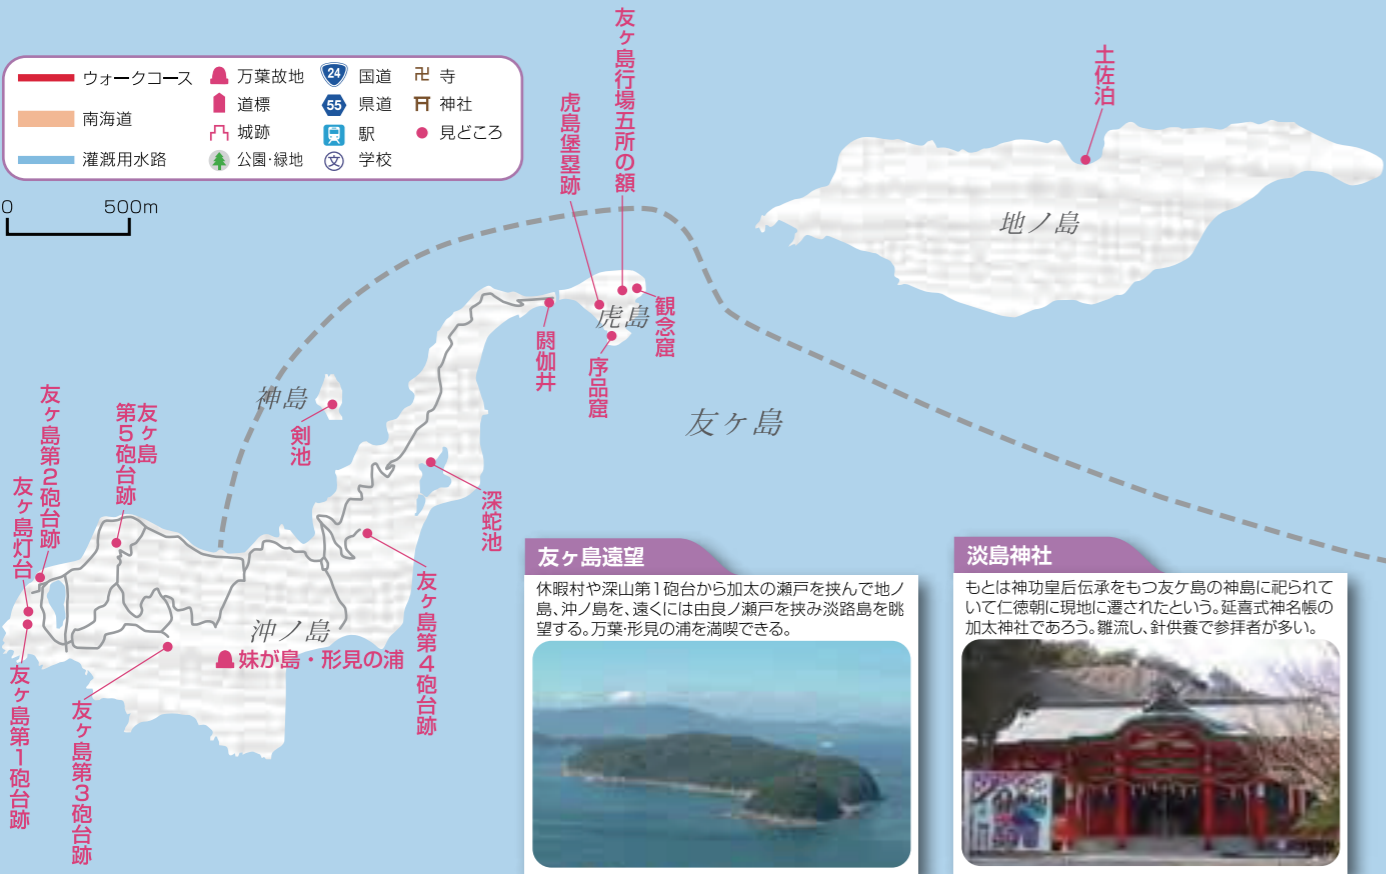 ウォークコース
南海道
灌漑用水路
万葉故地
道標
城跡
公園・緑地
24
国道
55
県道
駅
文
学校
卍
寺
神社
見どころ
0
500m
友ヶ島行場五所の額
虎島堡塁跡
土佐泊
地ノ島
虎島
観念窟
序品窟
閼伽井
神島
剣池
友ヶ島
深蛇池
友ヶ島
第5砲台跡
友ヶ島第2砲台跡
友ヶ島灯台
友ヶ島第1砲台跡
友ヶ島第3砲台跡
友ヶ島第4砲台跡
沖ノ島
妹が島・形見の浦
友ヶ島遠望
休暇村や深山第1砲台から加太の瀬戸を挟んで地ノ
島、沖ノ島を、遠くには由良ノ瀬戸を挟み淡路島を眺
望する。万葉・形見の浦を満喫できる。
淡島神社
もとは神功皇后伝承をもつ友ケ島の神島に祀られて
いて仁徳朝に現地に遷されたという。延喜式神名帳の
加太神社であろう。雛流し、針供養で参拝者が多い。